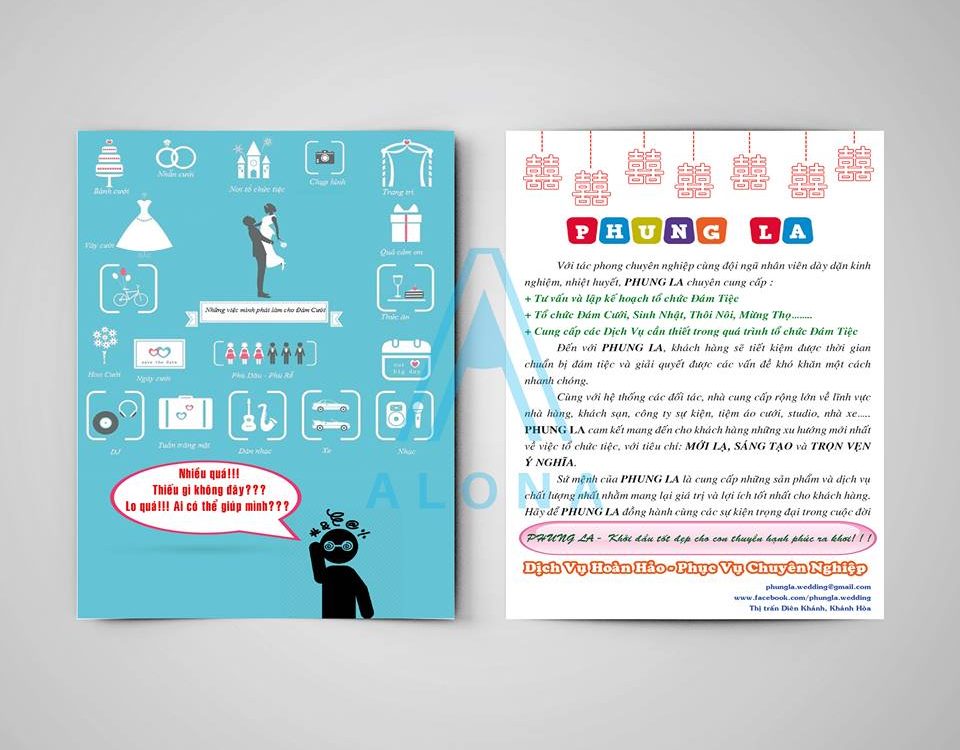 Bánh cưới
Nhẫn cưới
Nơi tổ chức tiệc
Chụp hình
Trang trí
Váy cưới
Quà cảm ơn
Những việc mình phải làm cho Đám Cưới
Thức ăn
Hoa Cưới
save the date
Ngày cưới
Phù Dâu - Phù Rể
our
big day
DJ
Tuần trăng mật
Dàn nhạc
Xe
Nhạc
Nhiều quá!!!
Thiếu gì không đây???
Lo quá!!! Ai có thể giúp mình???
#&@%
囍 囍 囍 囍 囍 囍 囍
PHUNG LA
Với tác phong chuyên nghiệp cùng đội ngũ nhân viên dày dặn kinh
nghiệm, nhiệt huyết, PHUNG LA chuyên cung cấp :
+ Tư vấn và lập kế hoạch tổ chức Đám Tiệc
+ Tổ chức Đám Cưới, Sinh Nhật, Thôi Nôi, Mừng Thọ........
+ Cung cấp các Dịch Vụ cần thiết trong quá trình tổ chức Đám Tiệc
Đến với PHUNG LA, khách hàng sẽ tiết kiệm được thời gian
chuẩn bị đám tiệc và giải quyết được các vấn đề khó khăn một cách
nhanh chóng.
Cùng với hệ thống các đối tác, nhà cung cấp rộng lớn về lĩnh vực
nhà hàng, khách sạn, công ty sự kiện, tiệm áo cưới, studio, nhà xe.....
PHUNG LA cam kết mang đến cho khách hàng những xu hướng mới nhất
về việc tổ chức tiệc, với tiêu chí: MỚI LẠ, SÁNG TẠO và TRỌN VẸN
Ý NGHĨA.
Sứ mệnh của PHUNG LA là cung cấp những sản phẩm và dịch vụ
chất lượng nhất nhằm mang lại giá trị và lợi ích tốt nhất cho khách hàng.
Hãy để PHUNG LA đồng hành cùng các sự kiện trọng đại trong cuộc đời
PHUNG LA - Khởi đầu tốt đẹp cho con thuyền hạnh phúc ra khơi! ! !
Dịch Vụ Hoàn Hảo - Phục Vụ Chuyên Nghiệp
phungla.wedding@gmail.com
www.facebook.com/phungla.wedding
Thị trấn Diên Khánh, Khánh Hòa
ALONA